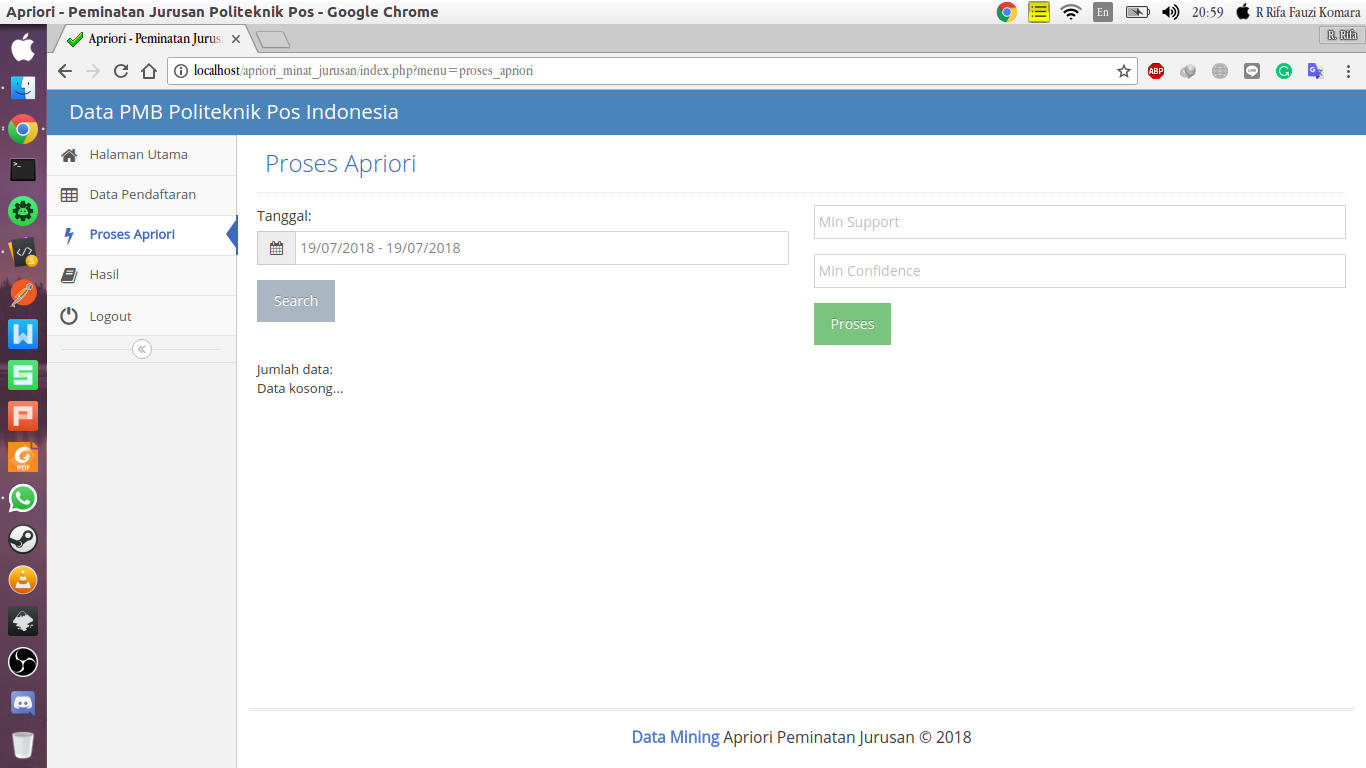 Apriori - Peminatan Jurusan Politeknik Pos - Google Chrome
En
20:59
R Rifa Fauzi Komara
Apriori - Peminatan Jurus
R. Rifa
localhost/apriori_minat_jurusan/index.php?menu=proses_apriori
ABP
LINE
G
Data PMB Politeknik Pos Indonesia
Halaman Utama
Data Pendaftaran
Proses Apriori
Hasil
Logout
Proses Apriori
Tanggal:
19/07/2018 - 19/07/2018
Search
Min Support
Min Confidence
Proses
Jumlah data:
Data kosong...
W
S
P
PDF
Data Mining Apriori Peminatan Jurusan © 2018